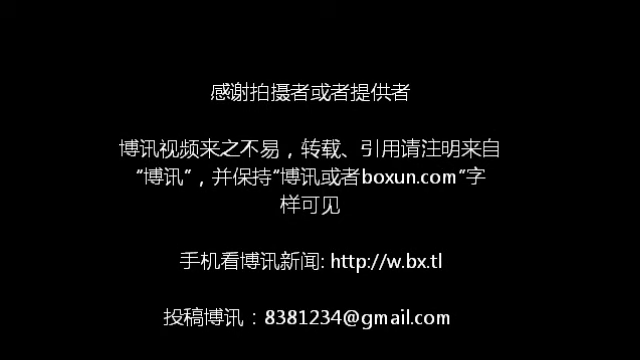 感谢拍摄者或者提供者
博讯视频来之不易，转载、引用请注明来自
"博讯"，并保持"博讯或者boxun.com"字
样可见
手机看博讯新闻: http://w.bx.tl
投稿博讯：8381234@gmail.com